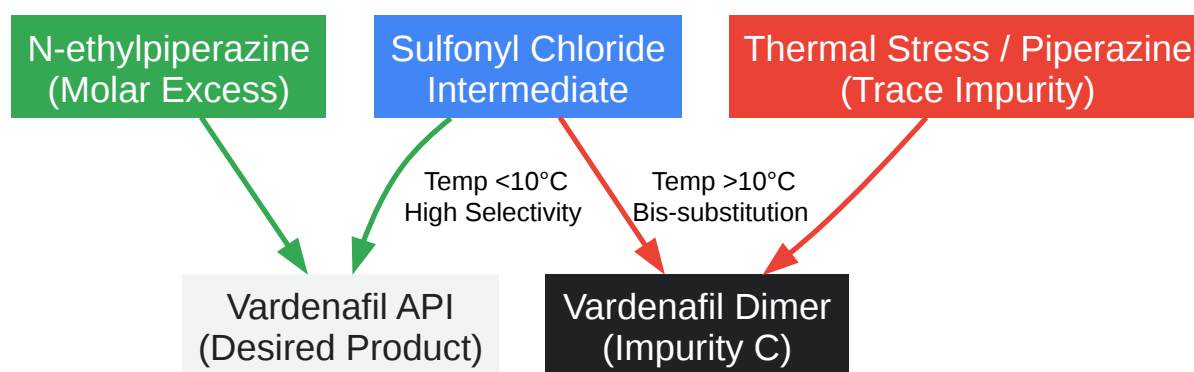 N-ethylpiperazine
(Molar Excess)
Sulfonyl Chloride
Intermediate
Thermal Stress / Piperazine
(Trace Impurity)
Temp <10°C
High Selectivity
Temp >10°C
Bis-substitution
Vardenafil API
(Desired Product)
Vardenafil Dimer
(Impurity C)